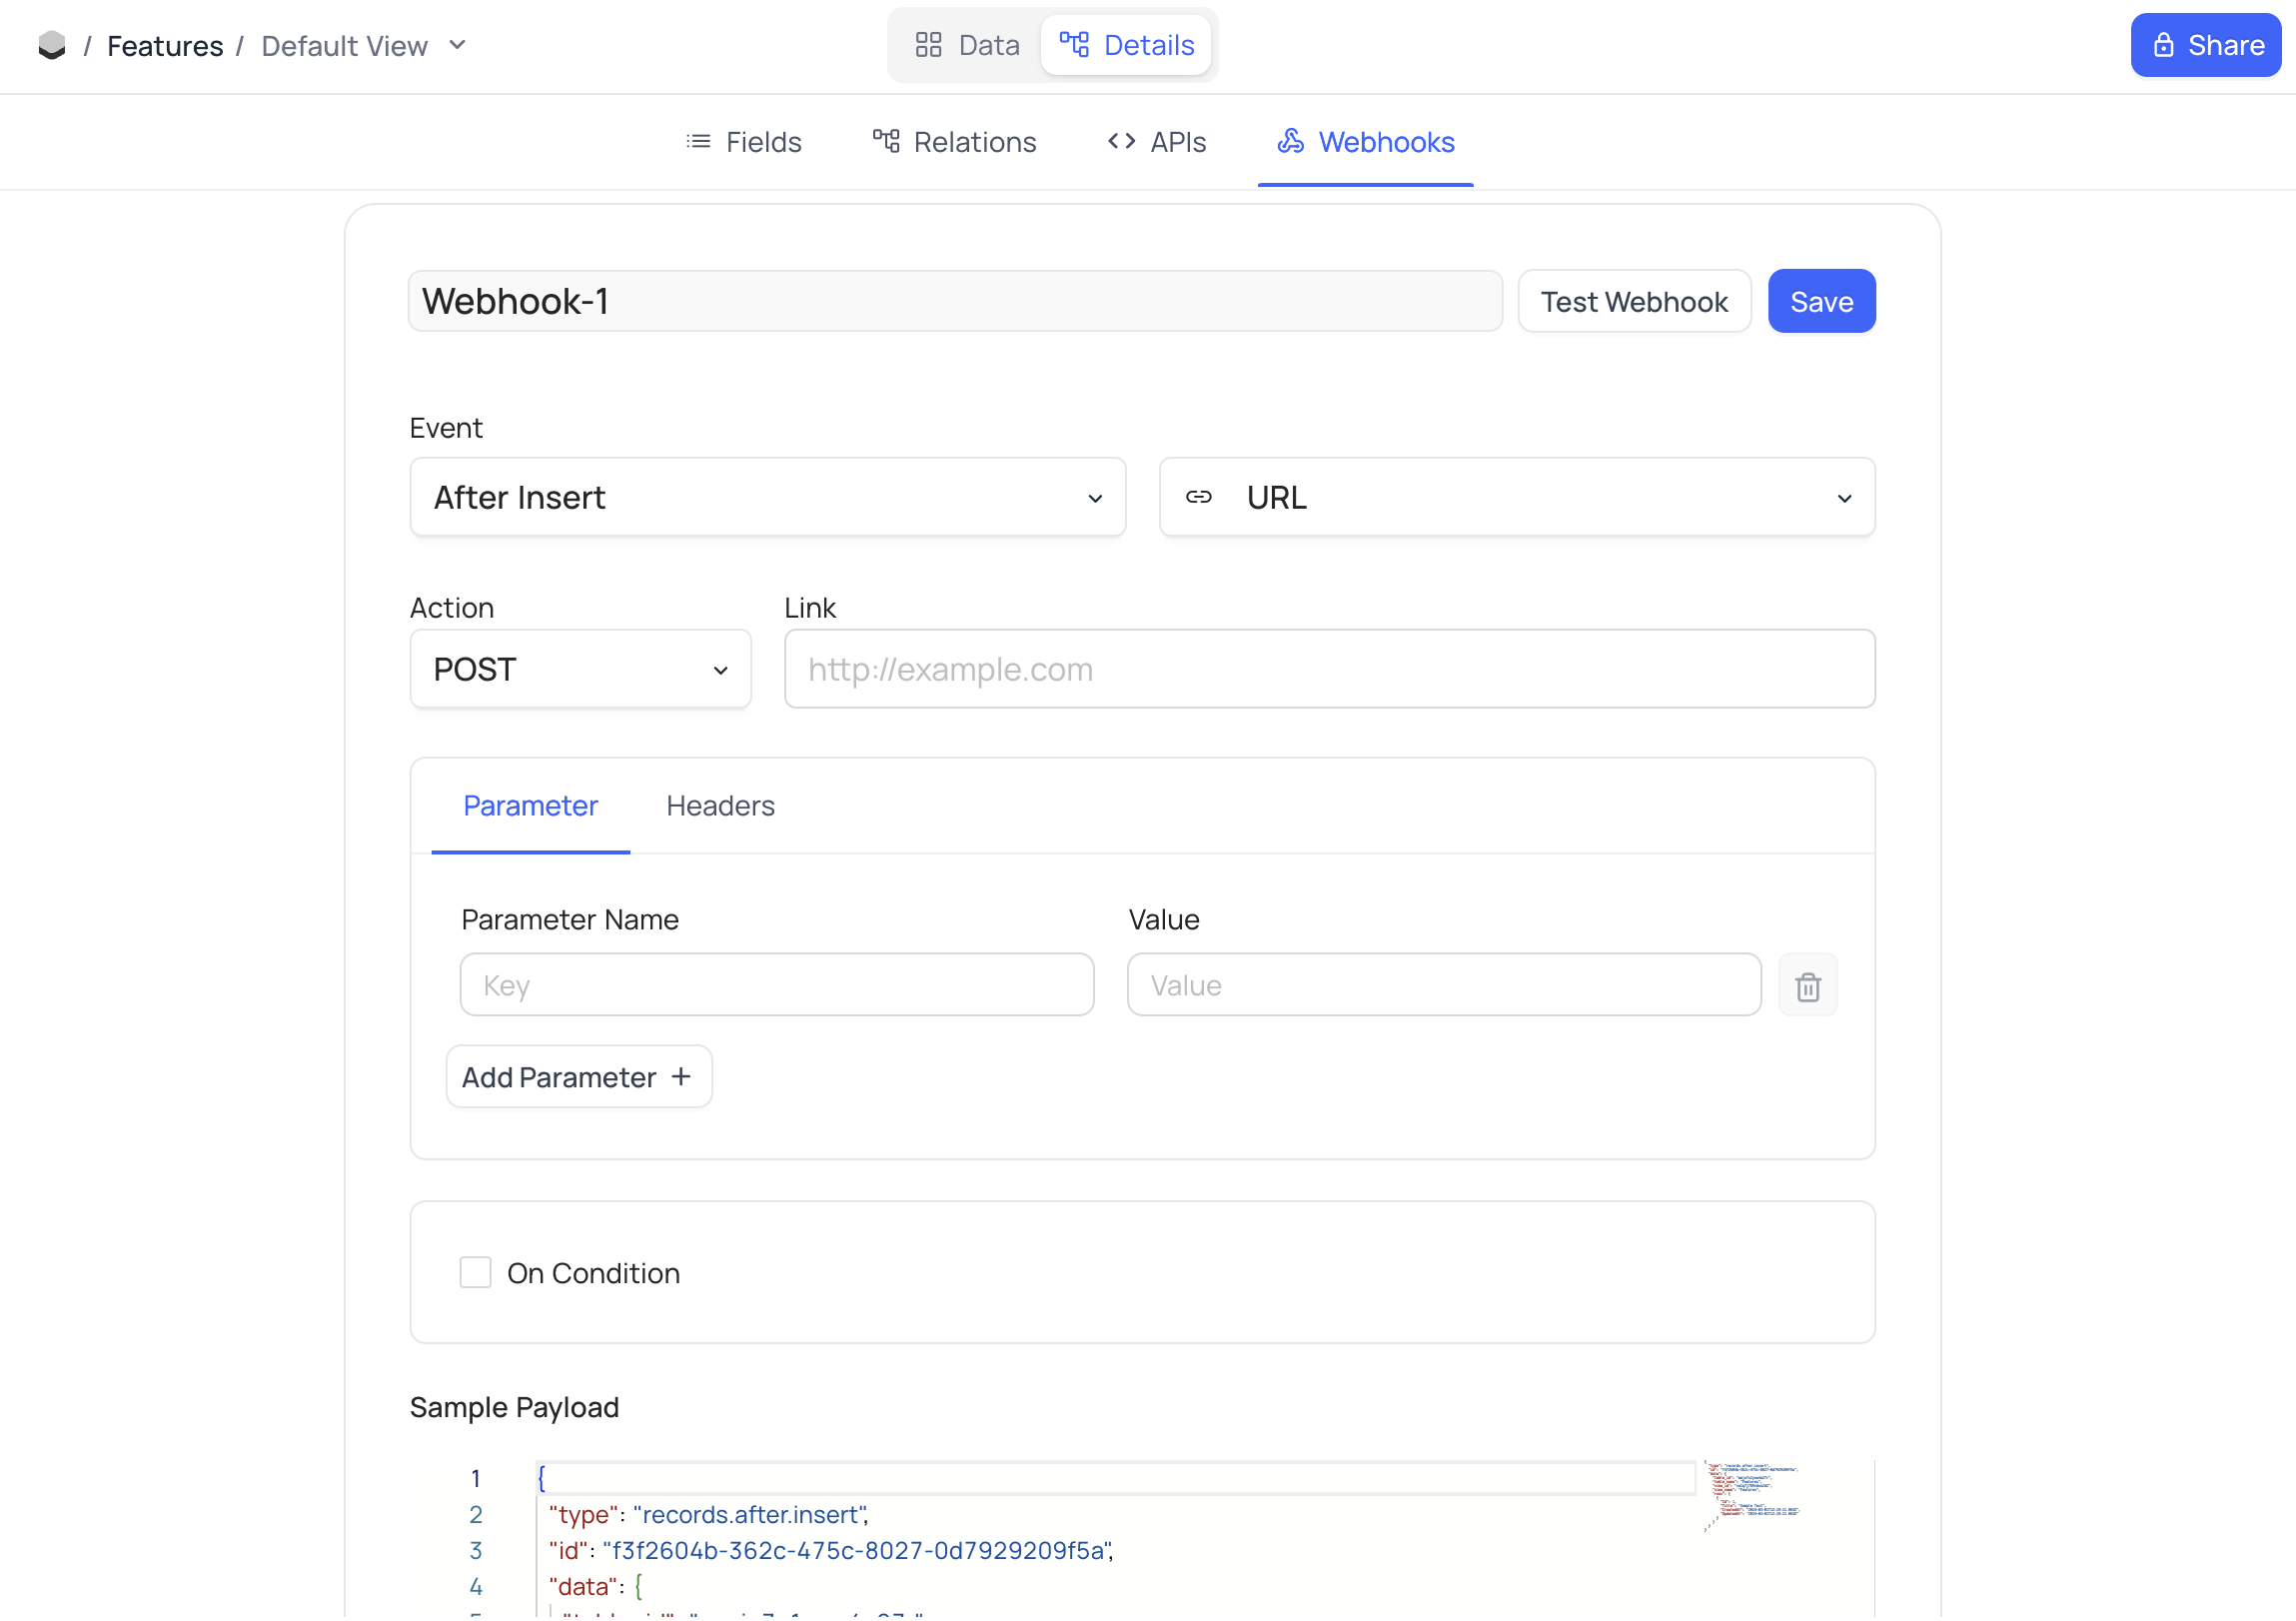 / Features / Default View
Data
Details
Share
Fields
Relations
<> APIs
Webhooks
Webhook-1
Test Webhook
Save
Event
After Insert
URL
Action
Link
POST
http://example.com
Parameter
Headers
Parameter Name
Value
Key
Value
Add Parameter +
On Condition
Sample Payload
1 {
2 "type": "records.after.insert",
3 "id": "f3f2604b-362c-475c-8027-0d7929209f5a",
4 "data": {